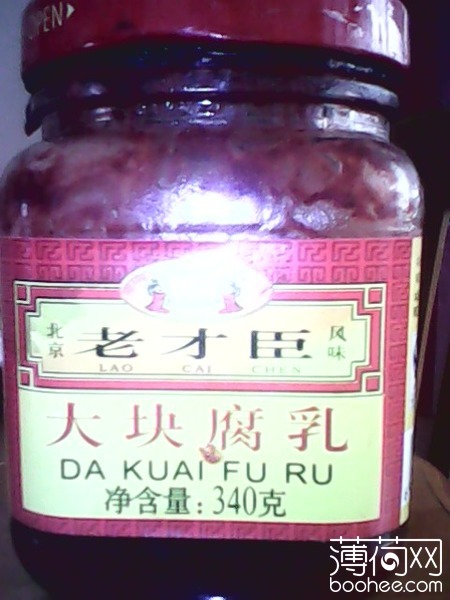 OPEN
北京 老才臣 风味
LAO CAI CHEN
大块腐乳
DA KUAI FU RU
净含量：340克
薄荷网
boohee.com